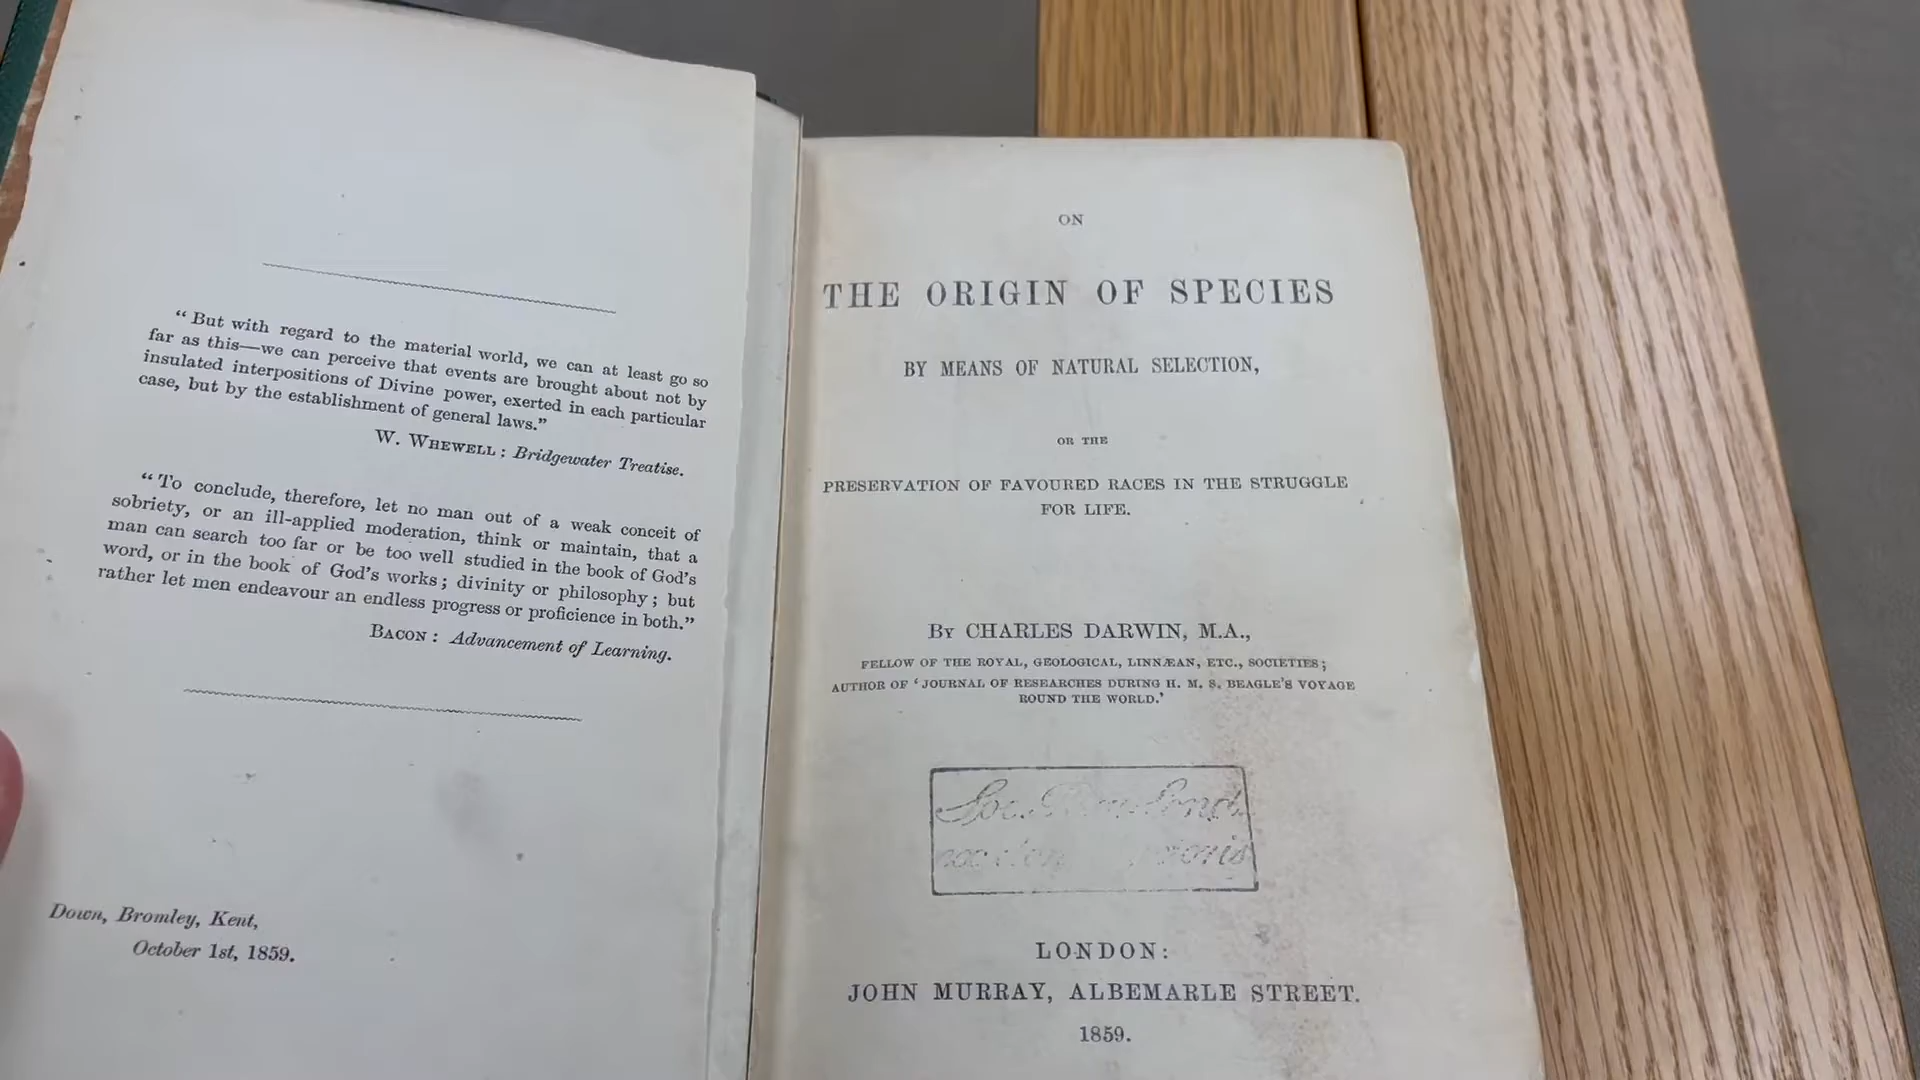 “But with regard to the material world, we can at least go so
far as this—we can perceive that events are brought about not by
insulated interpositions of Divine power, exerted in each particular
case, but by the establishment of general laws.”
W. WHEWELL: Bridgewater Treatise.
“To conclude, therefore, let no man out of a weak conceit of
sobriety, or an ill-applied moderation, think or maintain, that a
man can search too far or be too well studied in the book of God's
word, or in the book of God's works; divinity or philosophy; but
rather let men endeavour an endless progress or proficience in both.”
BACON: Advancement of Learning.
Down, Bromley, Kent,
October 1st, 1859.
ON
THE ORIGIN OF SPECIES
BY MEANS OF NATURAL SELECTION,
OR THE
PRESERVATION OF FAVOURED RACES IN THE STRUGGLE
FOR LIFE.
BY CHARLES DARWIN, M.A.,
FELLOW OF THE ROYAL, GEOLOGICAL, LINNÆAN, ETC., SOCIETIES;
AUTHOR OF ‘JOURNAL OF RESEARCHES DURING H. M. S. BEAGLE'S VOYAGE
ROUND THE WORLD.’
Soc.
LONDON:
JOHN MURRAY, ALBEMARLE STREET.
1859.